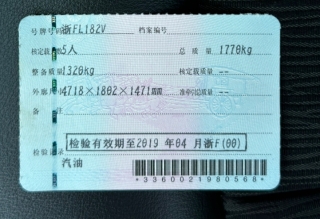 号牌号码 浙FL182V 档案编号
核定载人数 5人 总质量 1770kg
整备质量 1320kg 核定载质量 --
外廓尺寸 4718×1802×1471mm 准牵引总质量 --
备注
检验记录 检验有效期至2019年04月浙F(00)
汽油
*3360021980568*